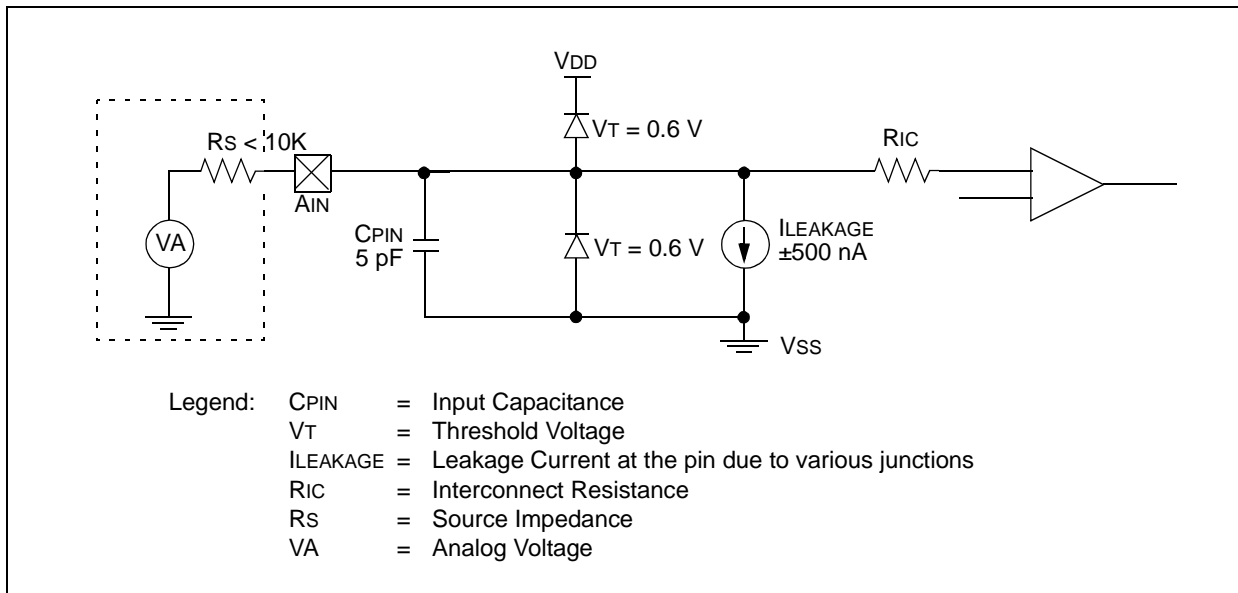 VDD
VT = 0.6 V
RS < 10K
RIC
AIN
VA
CPIN
5 pF
VT = 0.6 V
ILEAKAGE
±500 nA
VSS
Legend: CPIN = Input Capacitance
VT = Threshold Voltage
ILEAKAGE = Leakage Current at the pin due to various junctions
RIC = Interconnect Resistance
RS = Source Impedance
VA = Analog Voltage